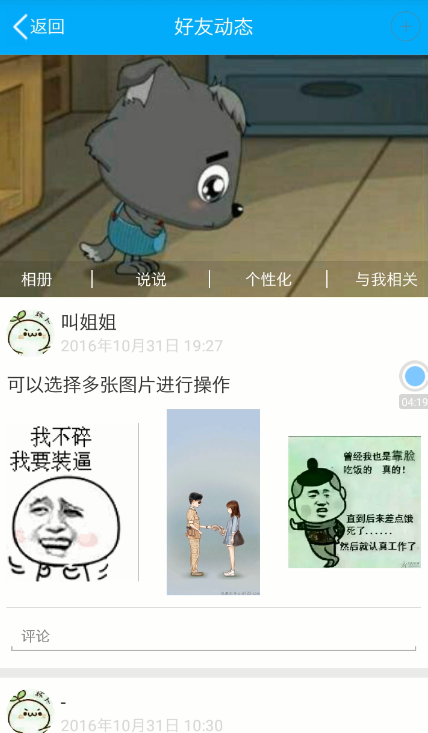 返回
好友动态
相册
说说
个性化
与我相关
叫姐姐
2016年10月31日 19:27
04:19
可以选择多张图片进行操作
我不碎
我要装逼
曾经我也是靠脸
吃饭的 真的！
直到后来差点饿
死了......
然后就认真工作了
评论
-
2016年10月31日 10:30